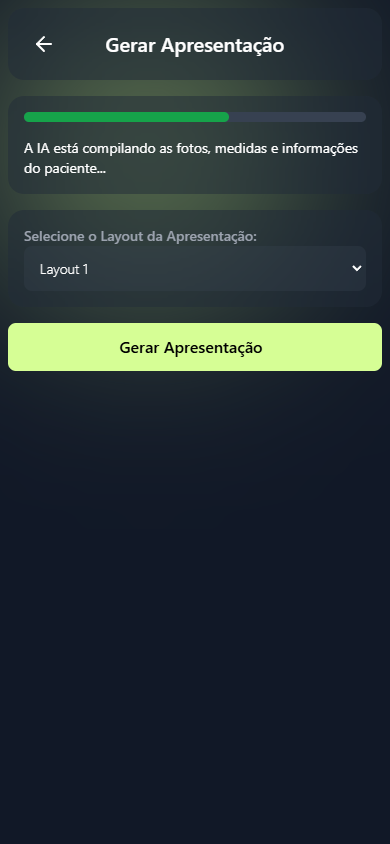 Gerar Apresentação
A IA está compilando as fotos, medidas e informações
do paciente...
Selecione o Layout da Apresentação:
Layout 1
Gerar Apresentação